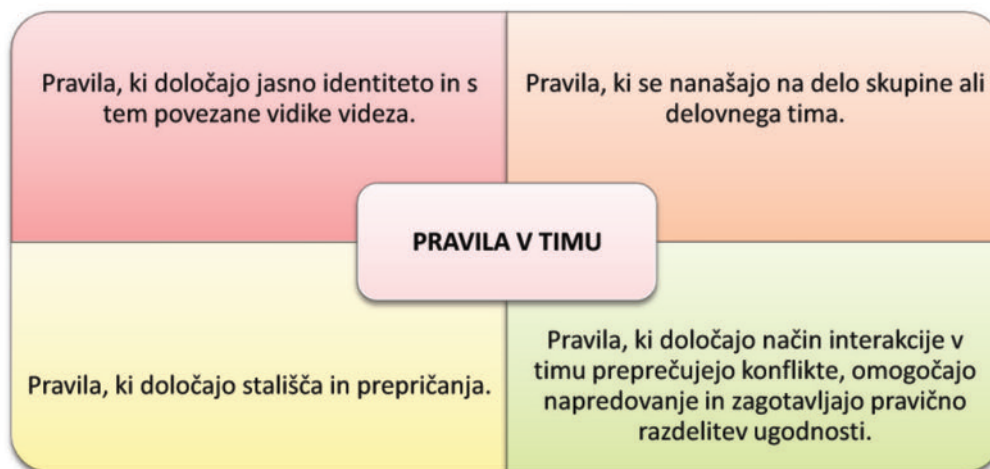 Pravila, ki določajo jasno identiteto in s
tem povezane vidike videza.
Pravila, ki se nanašajo na delo skupine ali
delovnega tima.
PRAVILA V TIMU
Pravila, ki določajo stališča in prepričanja.
Pravila, ki določajo način interakcije v
timu preprečujejo konflikte, omogočajo
napredovanje in zagotavljajo pravično
razdelitev ugodnosti.